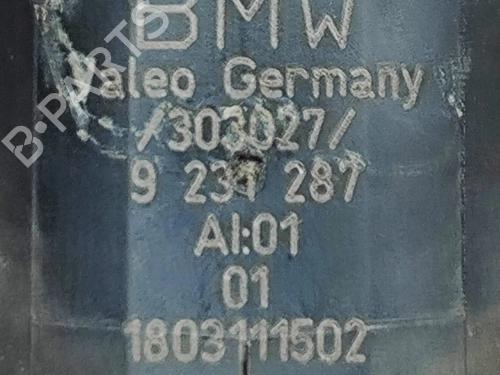 BMW
Valeo Germany
/303027/
9 231 287
AI:01
01
1803111502
B-PARTS